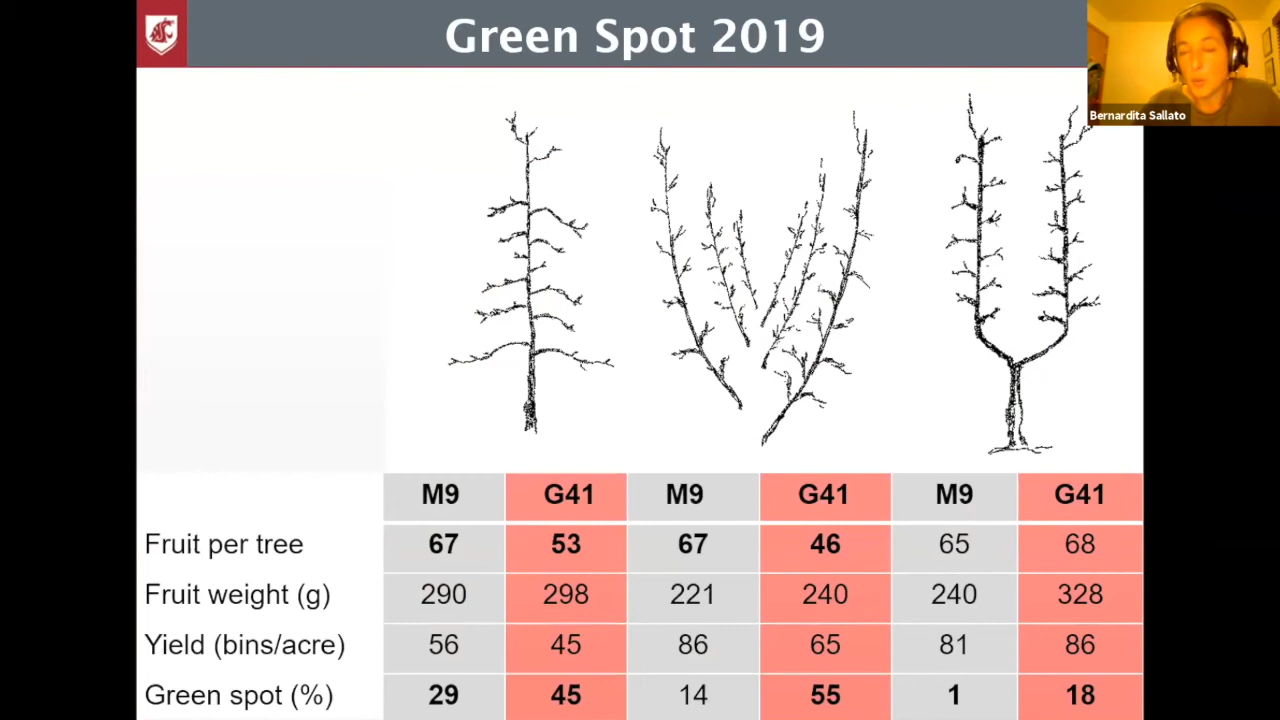 Green Spot 2019
Bernardita Sallato
M9 G41 M9 G41 M9 G41
Fruit per tree 67 53 67 46 65 68
Fruit weight (g) 290 298 221 240 240 328
Yield (bins/acre) 56 45 86 65 81 86
Green spot (%) 29 45 14 55 1 18